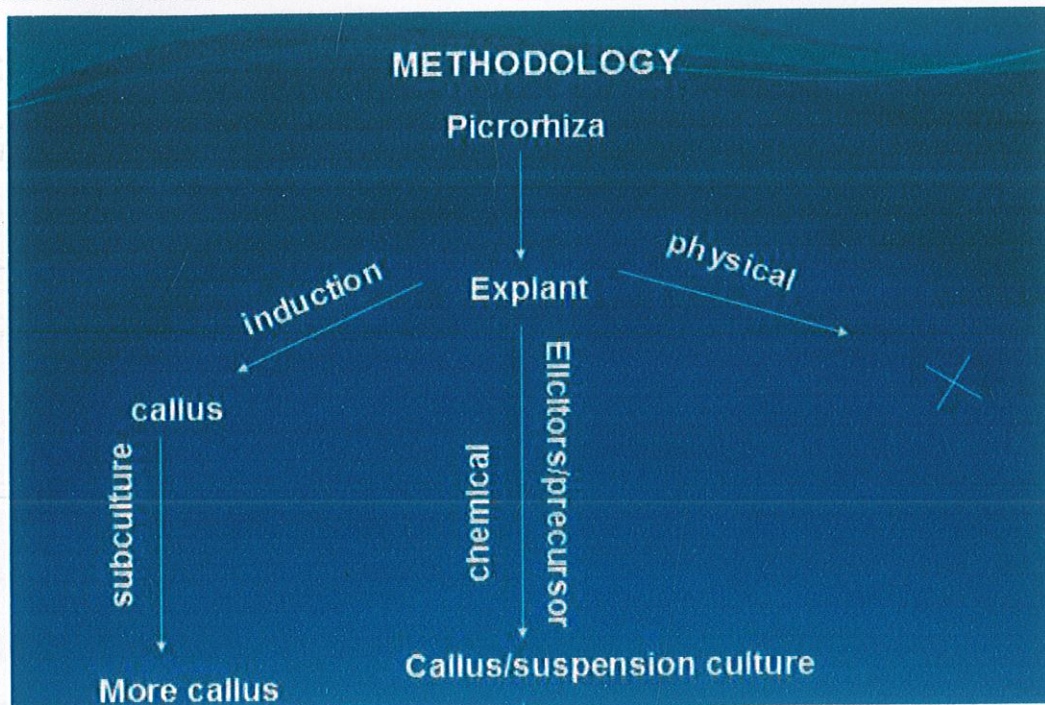 METHODOLOGY
Picrorhiza
physical
induction
Explant
Elicitors/precursor
callus
subculture
chemical
Callus/suspension culture
More callus